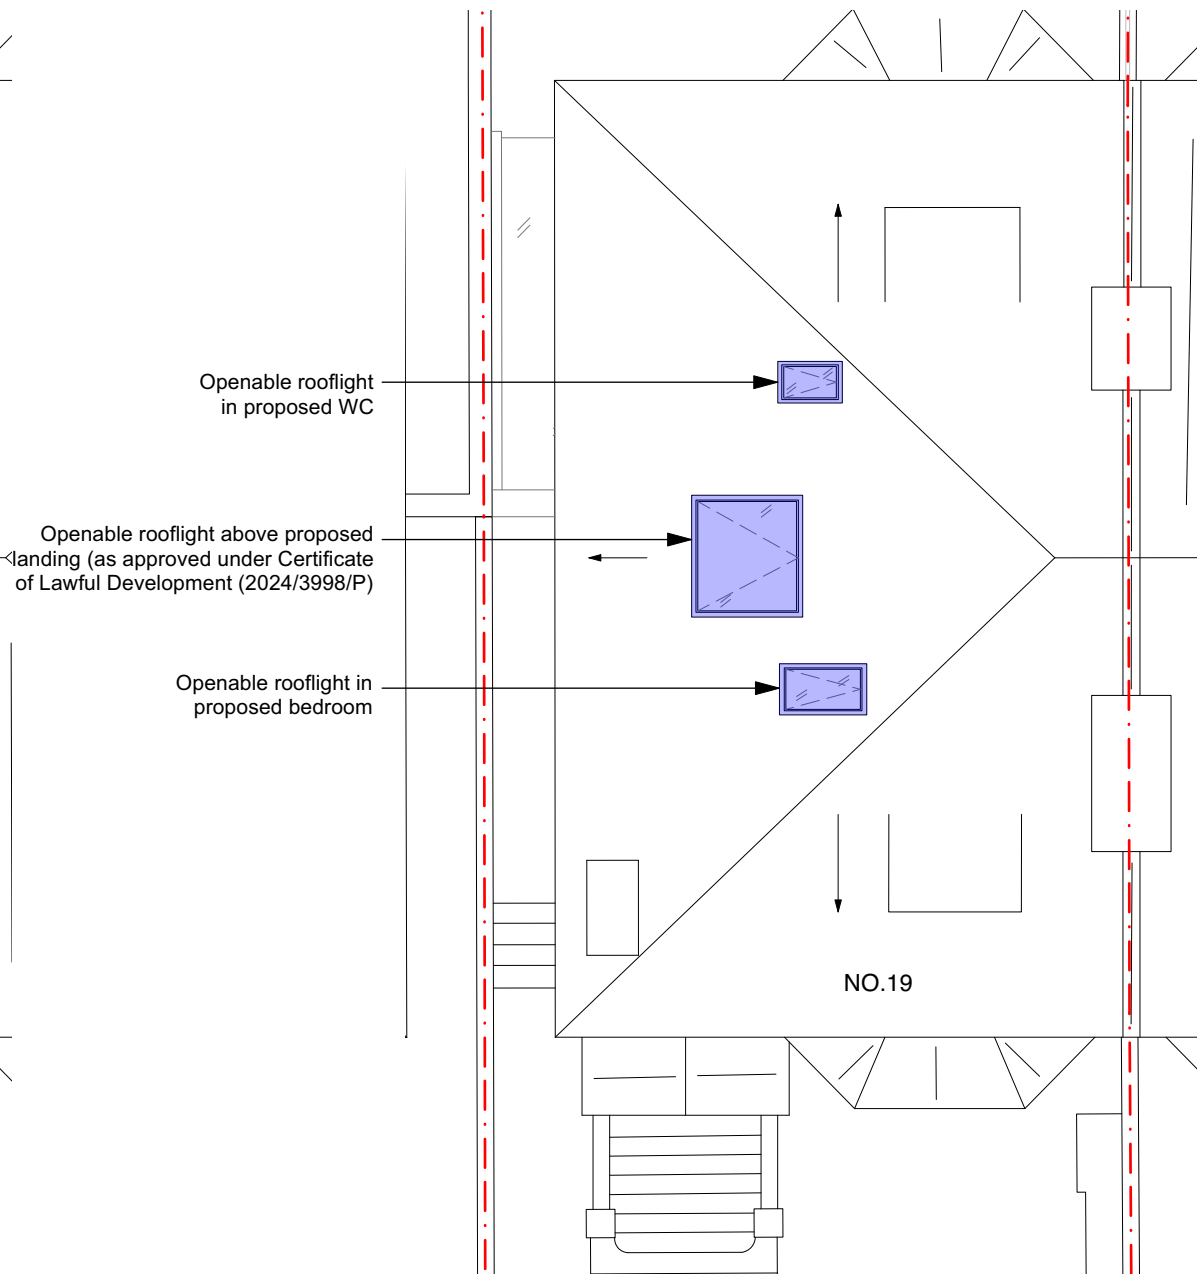 Openable rooflight
in proposed WC
Openable rooflight above proposed
landing (as approved under Certificate
of Lawful Development (2024/3998/P)
Openable rooflight in
proposed bedroom
NO.19